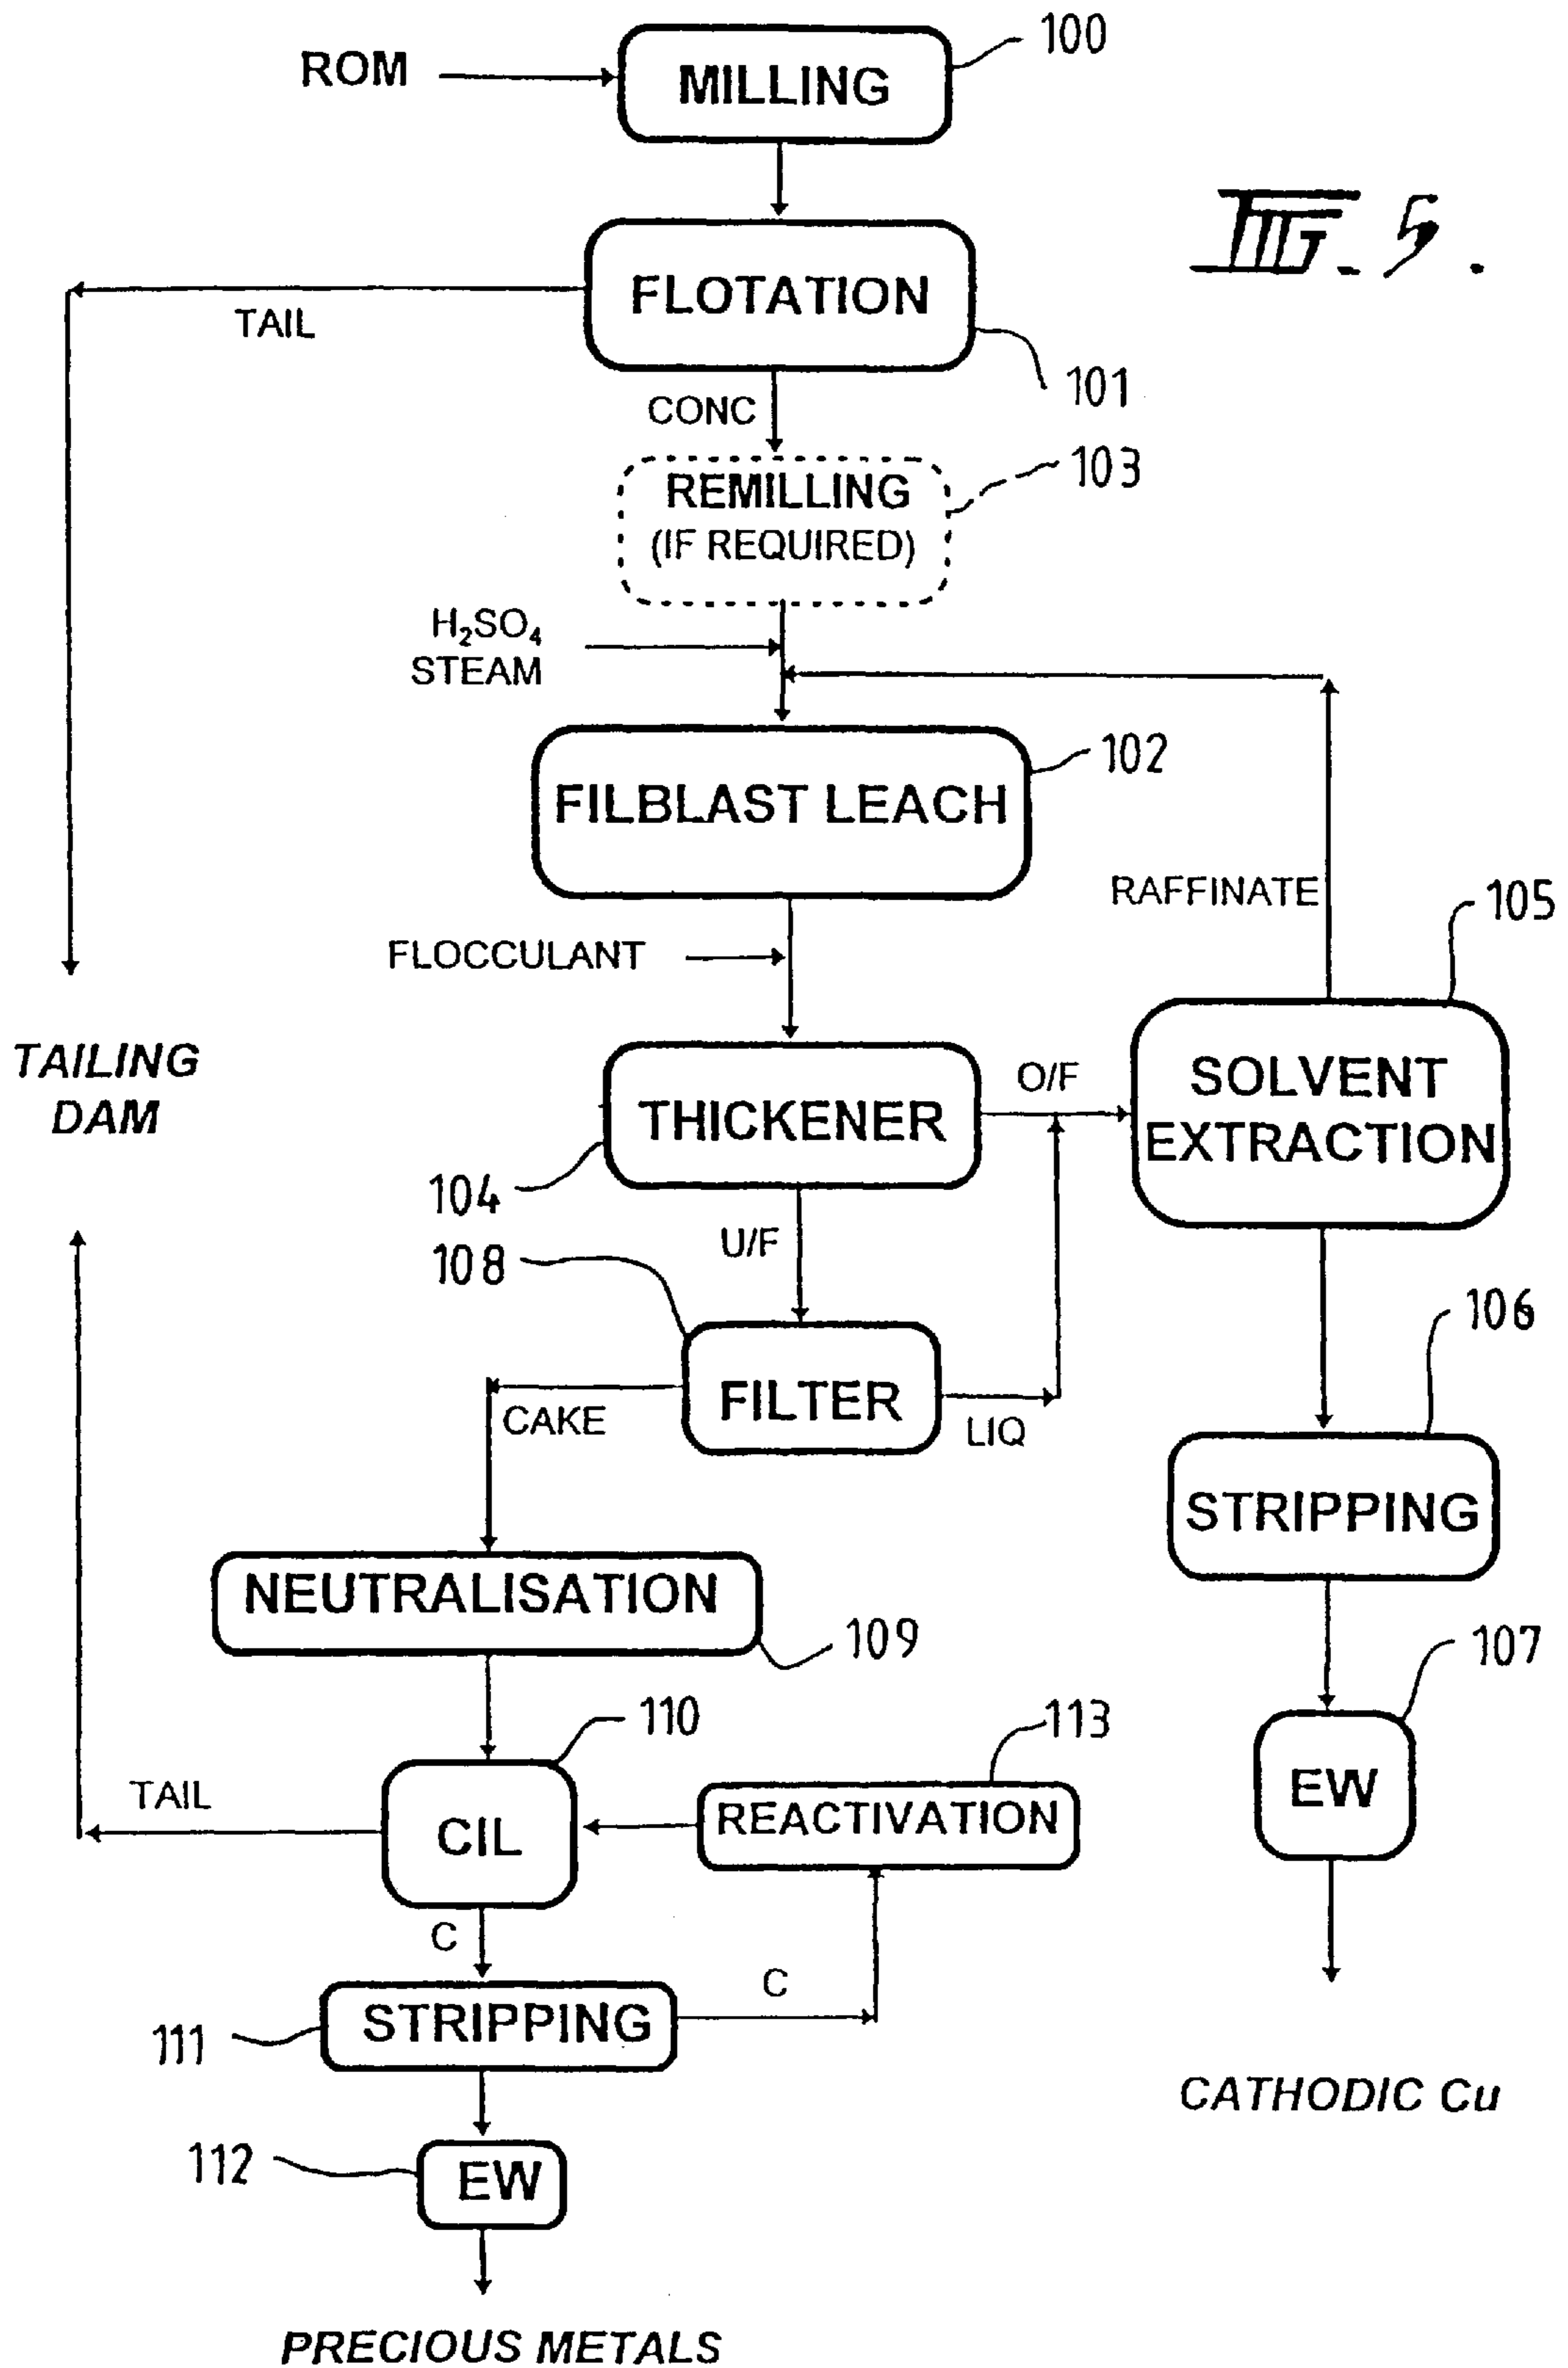 100
ROM
MILLING
FIG. 5.
FLOTATION
TAIL
101
CONC
103
REMILLING
(IF REQUIRED)
H₂SO₄
STEAM
102
FILBLAST LEACH
RAFFINATE
105
FLOCCULANT
TAILING
DAM
THICKENER
O/F
SOLVENT
EXTRACTION
104
U/F
108
106
FILTER
CAKE
LIQ
STRIPPING
NEUTRALISATION
109
107
110
113
TAIL
CIL
REACTIVATION
EW
C
C
STRIPPING
111
CATHODIC Cu
112
EW
PRECIOUS METALS